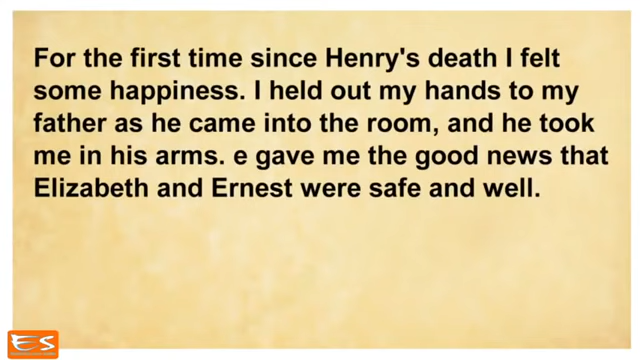 For the first time since Henry's death I felt
some happiness. I held out my hands to my
father as he came into the room, and he took
me in his arms. e gave me the good news that
Elizabeth and Ernest were safe and well.
ES